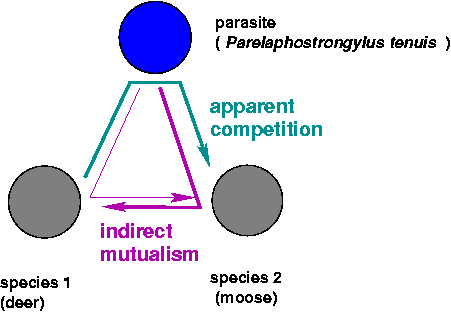 parasite
( Parelaphostrongylus tenuis )
apparent
competition
indirect
mutualism
species 1
(deer)
species 2
(moose)